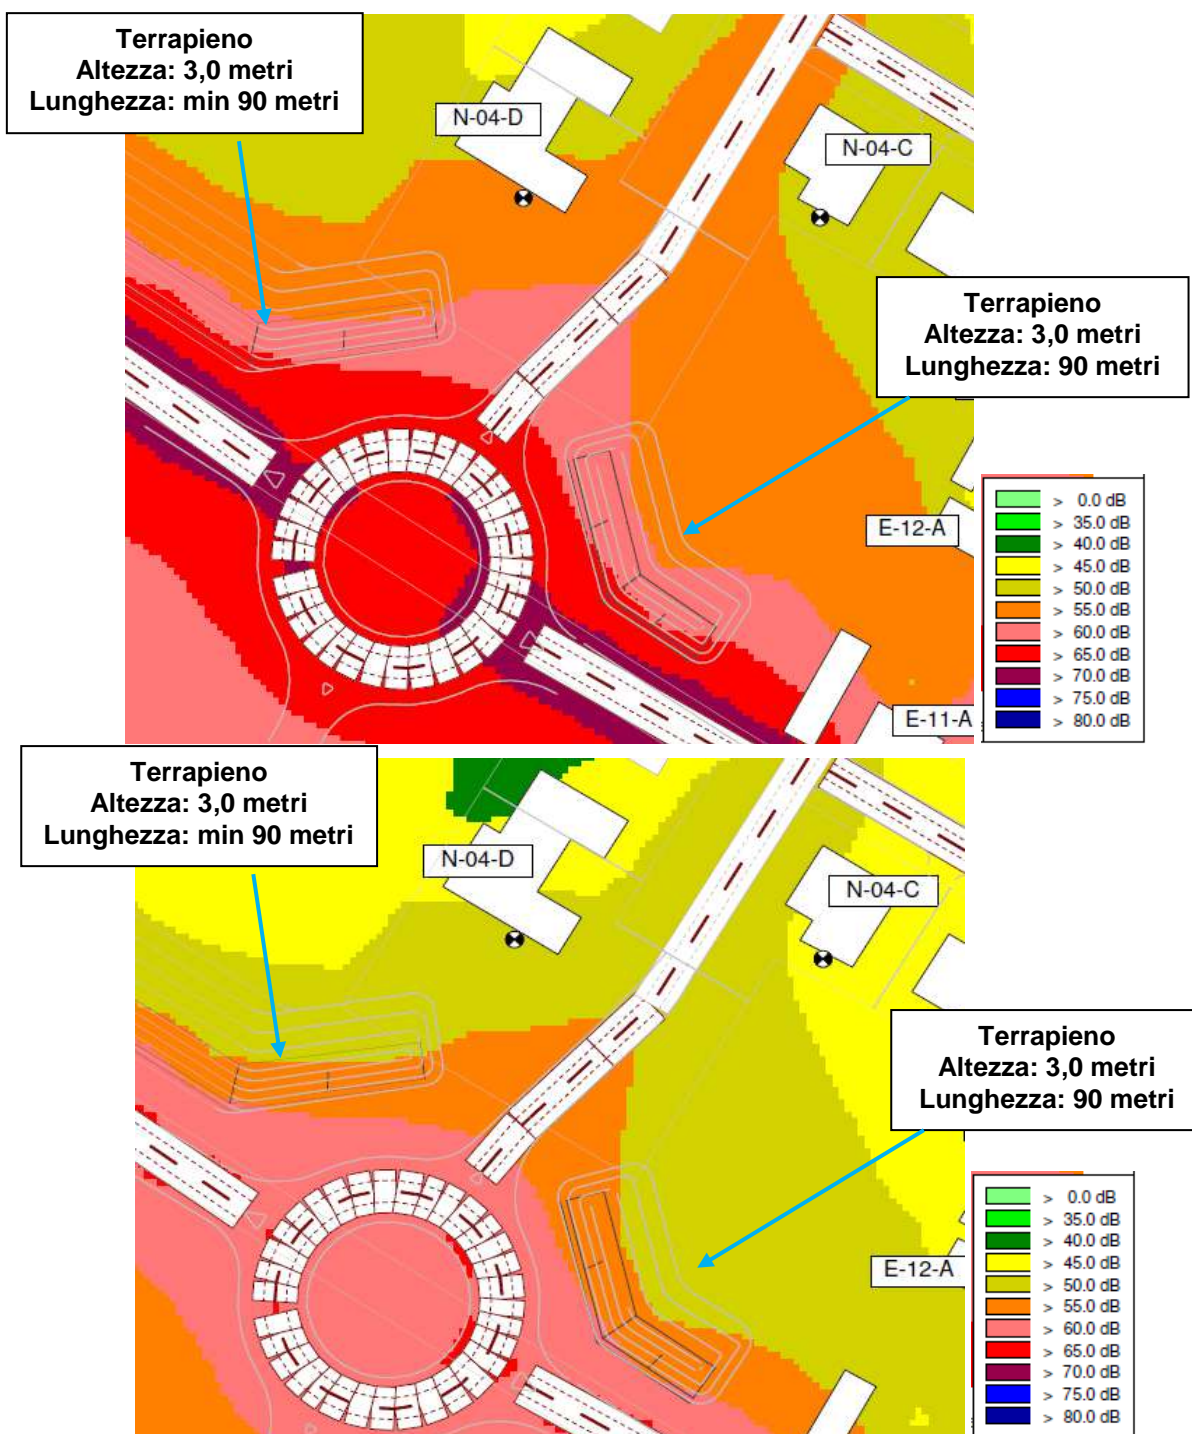 Terrapieno
Altezza: 3,0 metri
Lunghezza: min 90 metri
N-04-D
N-04-C
Terrapieno
Altezza: 3,0 metri
Lunghezza: 90 metri
E-12-A
E-11-A
> 0.0 dB
> 35.0 dB
> 40.0 dB
> 45.0 dB
> 50.0 dB
> 55.0 dB
> 60.0 dB
> 65.0 dB
> 70.0 dB
> 75.0 dB
> 80.0 dB
Terrapieno
Altezza: 3,0 metri
Lunghezza: min 90 metri
N-04-D
N-04-C
Terrapieno
Altezza: 3,0 metri
Lunghezza: 90 metri
E-12-A
> 0.0 dB
> 35.0 dB
> 40.0 dB
> 45.0 dB
> 50.0 dB
> 55.0 dB
> 60.0 dB
> 65.0 dB
> 70.0 dB
> 75.0 dB
> 80.0 dB